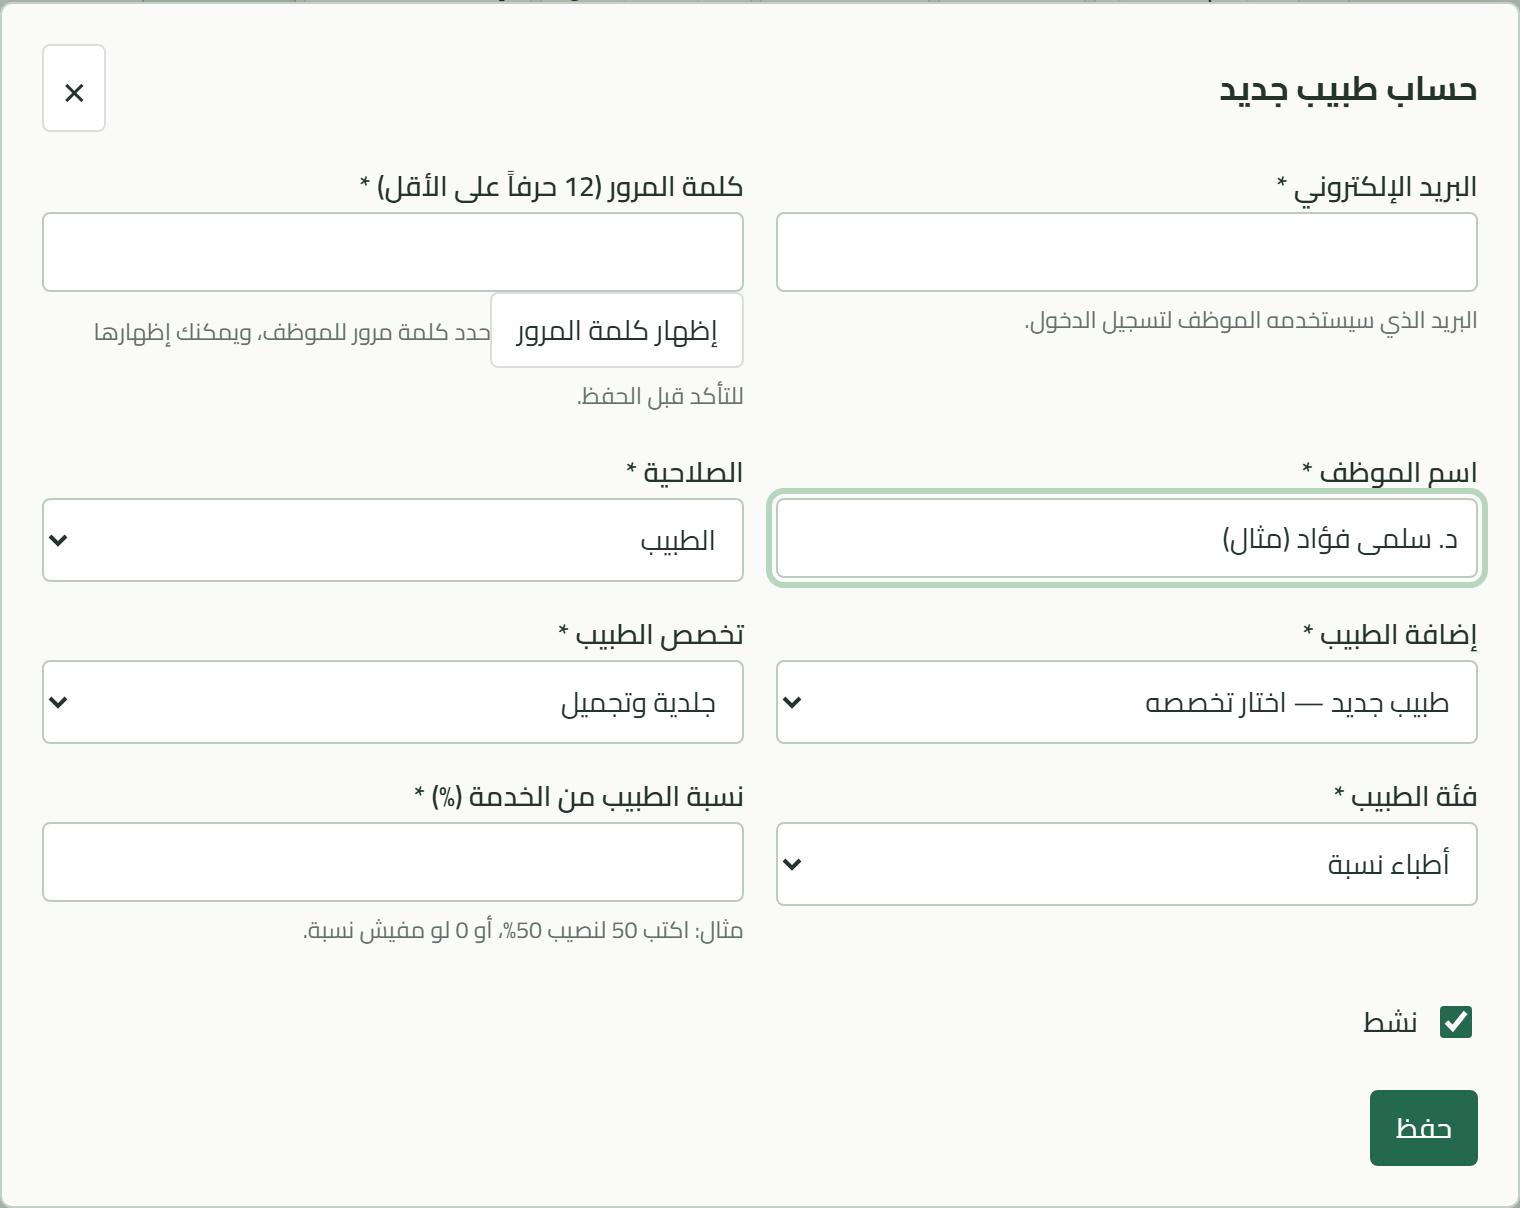 حساب طبيب جديد
×
البريد الإلكتروني *
كلمة المرور (12 حرفاً على الأقل) *
البريد الذي سيستخدمه الموظف لتسجيل الدخول.
إظهار كلمة المرور
حدد كلمة مرور للموظف، ويمكنك إظهارها
للتأكد قبل الحفظ.
اسم الموظف *
د. سلمى فؤاد (مثال)
الصلاحية *
الطبيب
إضافة الطبيب *
طبيب جديد — اختار تخصصه
تخصص الطبيب *
جلدية وتجميل
فئة الطبيب *
أطباء نسبة
نسبة الطبيب من الخدمة (%) *
مثال: اكتب 50 لنصيب 50%، أو 0 لو مفيش نسبة.
نشط
حفظ